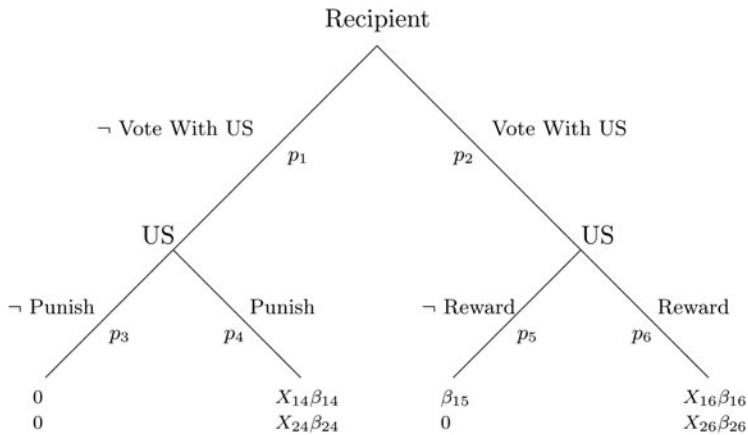 Recipient
¬ Vote With US
Vote With US
p₁
p₂
US
US
¬ Punish
Punish
¬ Reward
Reward
p₃
p₄
p₅
p₆
0
X₁₄β₁₄
β₁₅
X₁₆β₁₆
0
X₂₄β₂₄
0
X₂₆β₂₆